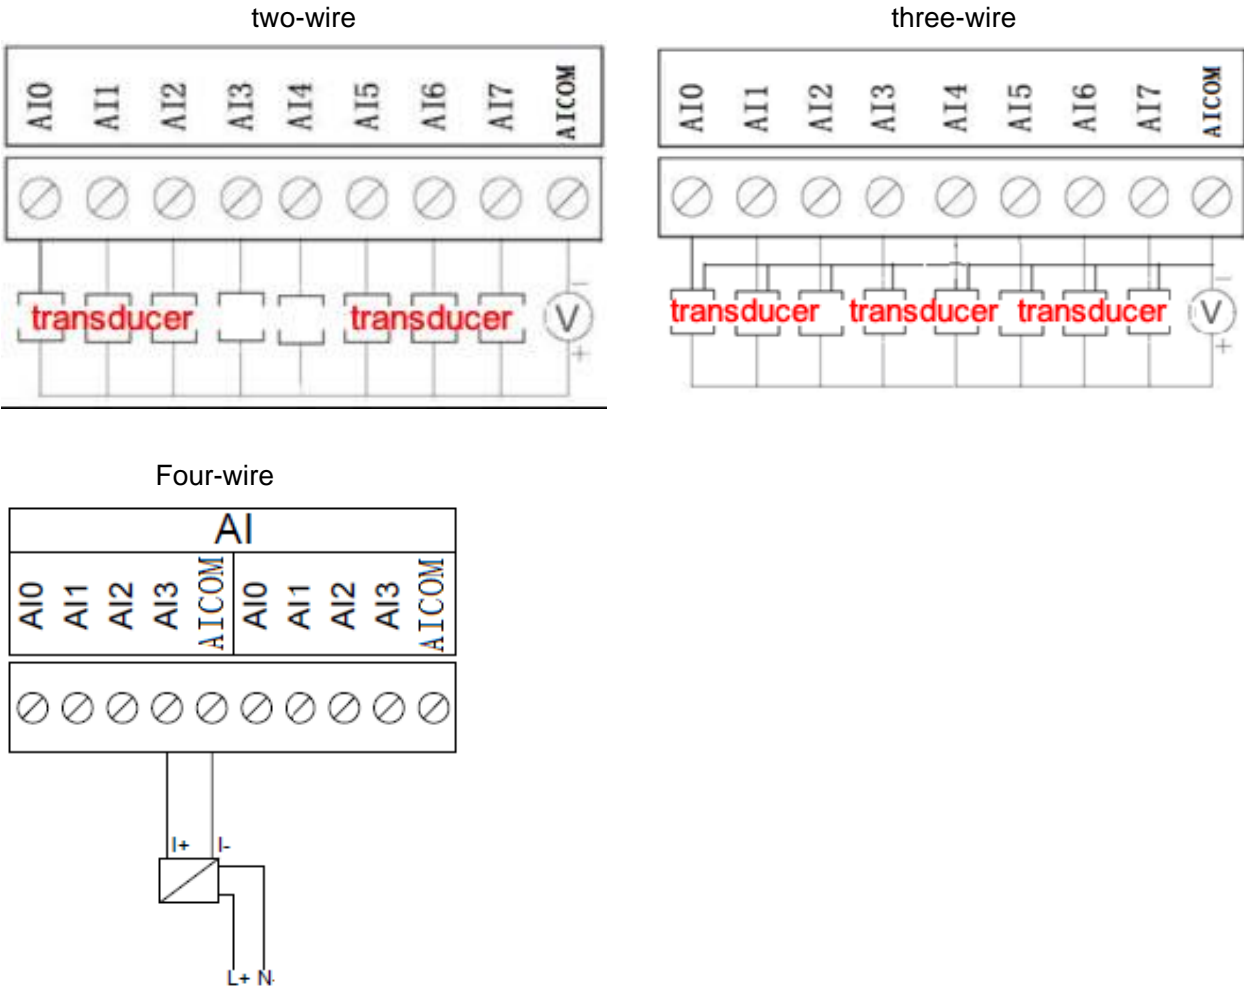 two-wire
AI0 AI1 AI2 AI3 AI4 AI5 AI6 AI7 AICOM
transducer transducer
−
V
+
three-wire
AI0 AI1 AI2 AI3 AI4 AI5 AI6 AI7 AICOM
transducer transducer transducer
−
V
+
Four-wire
AI
AI0 AI1 AI2 AI3 AICOM AI0 AI1 AI2 AI3 AICOM
I+ I-
L+ N